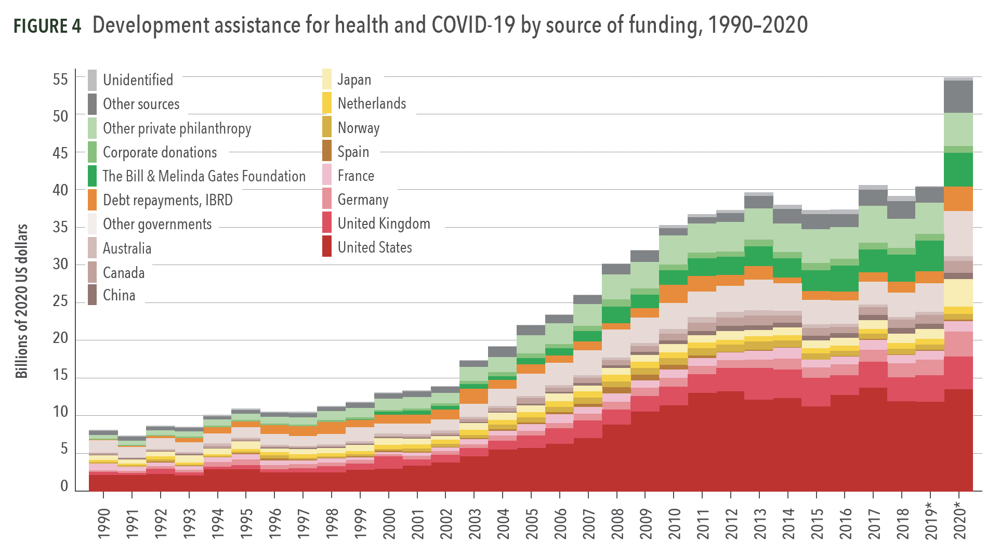 FIGURE 4 Development assistance for health and COVID-19 by source of funding, 1990–2020
Billions of 2020 US dollars
55
50
45
40
35
30
25
20
15
10
5
0
Unidentified
Other sources
Other private philanthropy
Corporate donations
The Bill & Melinda Gates Foundation
Debt repayments, IBRD
Other governments
Australia
Canada
China
Japan
Netherlands
Norway
Spain
France
Germany
United Kingdom
United States
1990
1991
1992
1993
1994
1995
1996
1997
1998
1999
2000
2001
2002
2003
2004
2005
2006
2007
2008
2009
2010
2011
2012
2013
2014
2015
2016
2017
2018
2019*
2020*